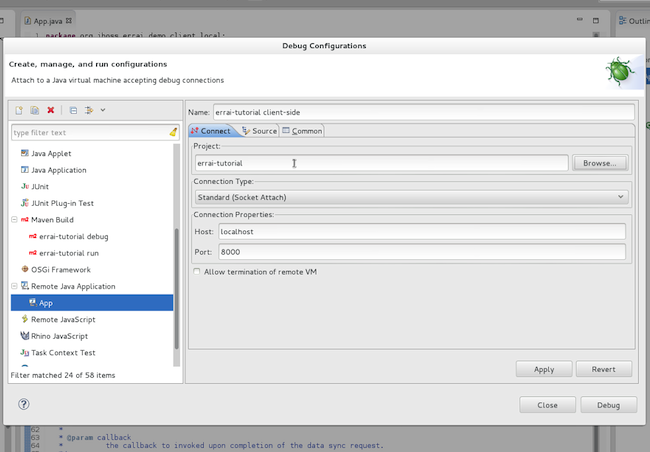 App.java
Outlin
package org.jboss.errai.demo.client.local;
Debug Configurations
Create, manage, and run configurations
Attach to a Java virtual machine accepting debug connections
Name: errai-tutorial client-side
type filter text
Connect Source Common
Project:
errai-tutorial Browse...
Connection Type:
Standard (Socket Attach)
Connection Properties:
Host: localhost
Port: 8000
Allow termination of remote VM
Java Applet
Java Application
JUnit
JUnit Plug-in Test
Maven Build
errai-tutorial debug
errai-tutorial run
OSGi Framework
Remote Java Application
App
Remote JavaScript
Rhino JavaScript
Task Context Test
Filter matched 24 of 58 items
Apply Revert
Close Debug
62 *
63 * @param callback
64 * the callback to invoked upon completion of the data sync request.